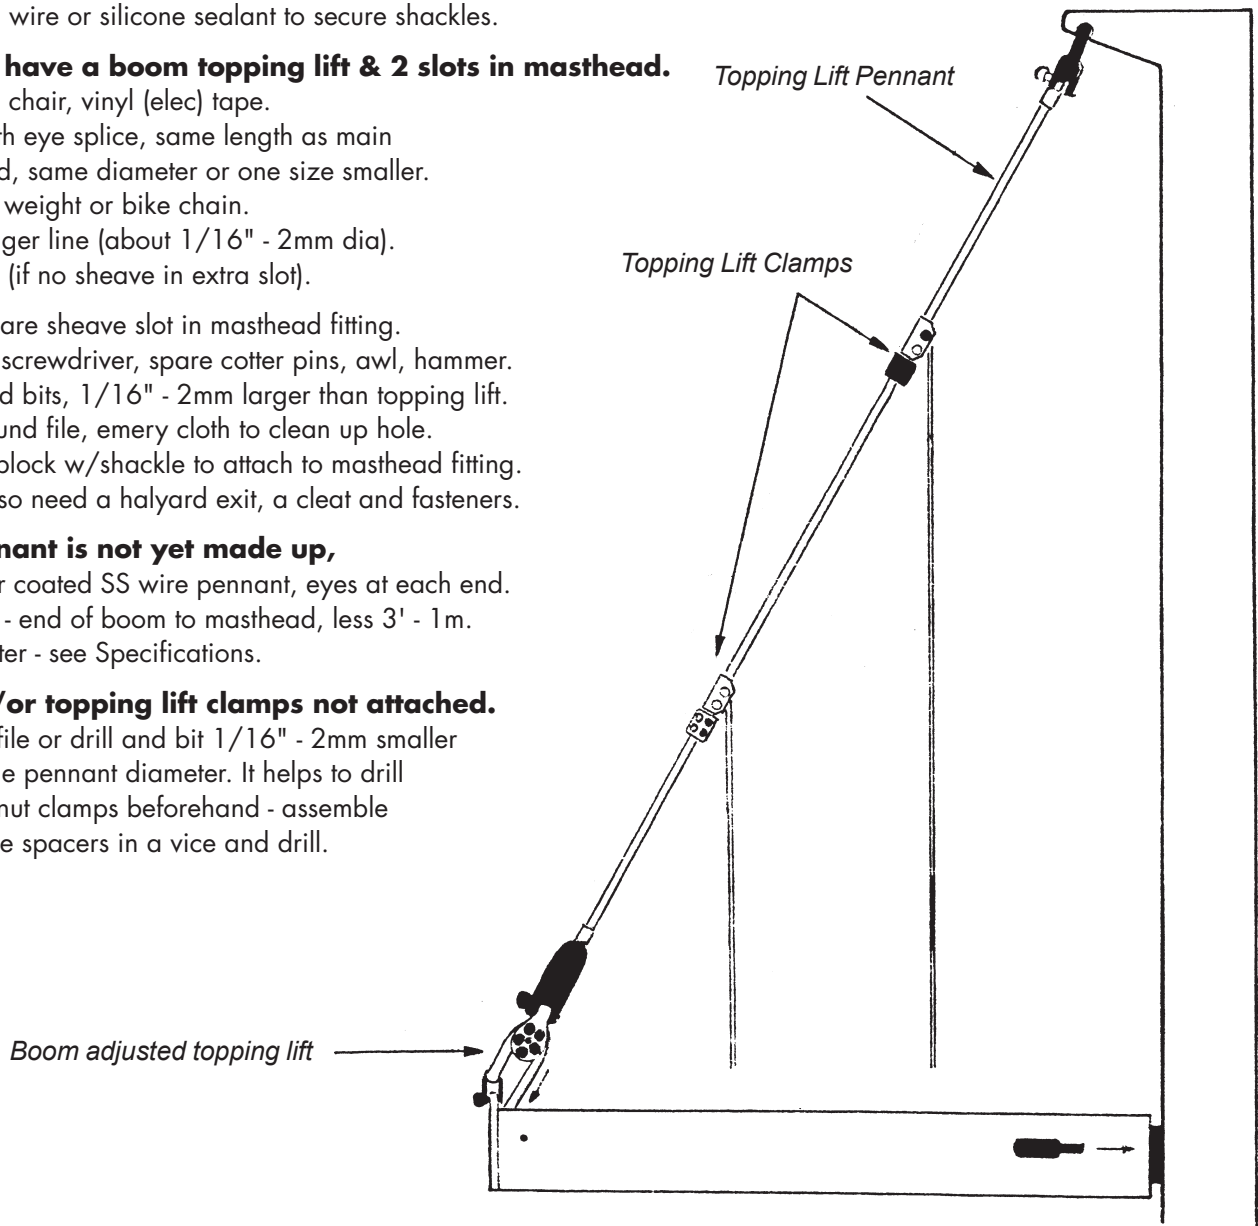 wire or silicone sealant to secure shackles.
have a boom topping lift & 2 slots in masthead.
chair, vinyl (elec) tape.
th eye splice, same length as main
d, same diameter or one size smaller.
weight or bike chain.
ger line (about 1/16" - 2mm dia).
(if no sheave in extra slot).
are sheave slot in masthead fitting.
screwdriver, spare cotter pins, awl, hammer.
d bits, 1/16" - 2mm larger than topping lift.
und file, emery cloth to clean up hole.
block w/shackle to attach to masthead fitting.
so need a halyard exit, a cleat and fasteners.
nant is not yet made up,
r coated SS wire pennant, eyes at each end.
- end of boom to masthead, less 3' - 1m.
ter - see Specifications.
/or topping lift clamps not attached.
file or drill and bit 1/16" - 2mm smaller
e pennant diameter. It helps to drill
nut clamps beforehand - assemble
e spacers in a vice and drill.
Topping Lift Pennant
Topping Lift Clamps
Boom adjusted topping lift